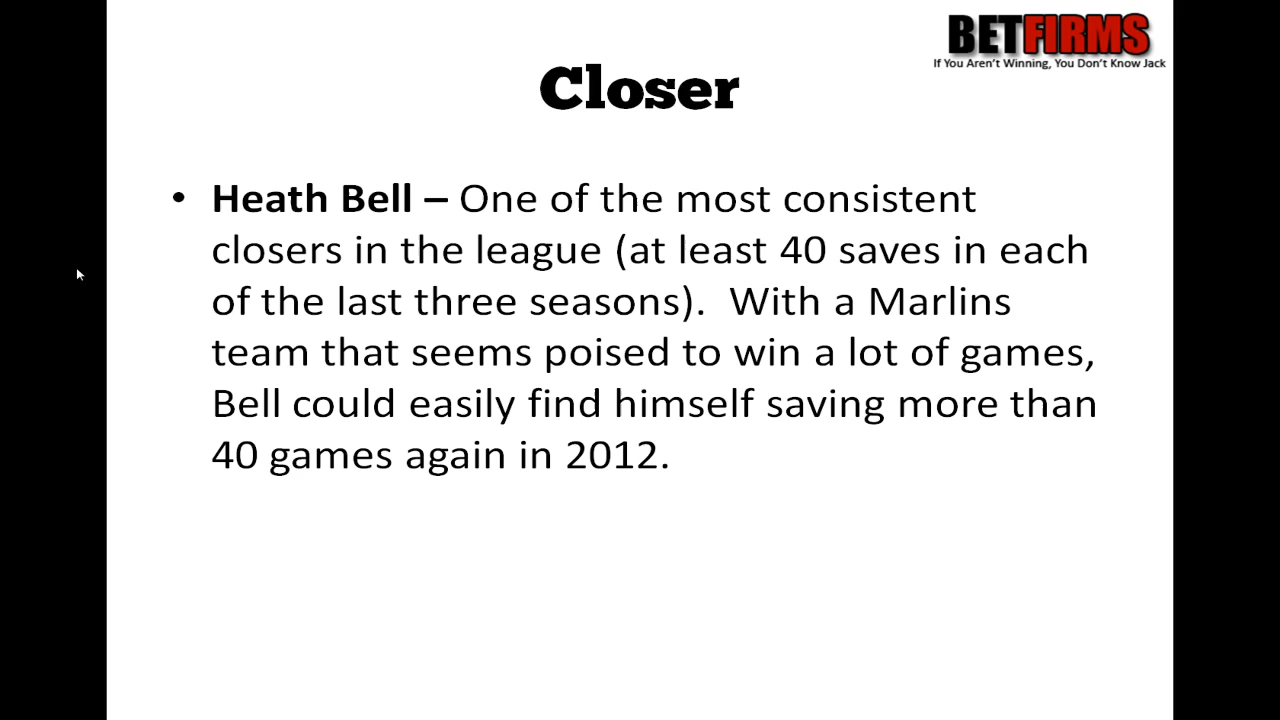 BETFIRMS
If You Aren't Winning, You Don't Know Jack
Closer
• Heath Bell – One of the most consistent
closers in the league (at least 40 saves in each
of the last three seasons).  With a Marlins
team that seems poised to win a lot of games,
Bell could easily find himself saving more than
40 games again in 2012.